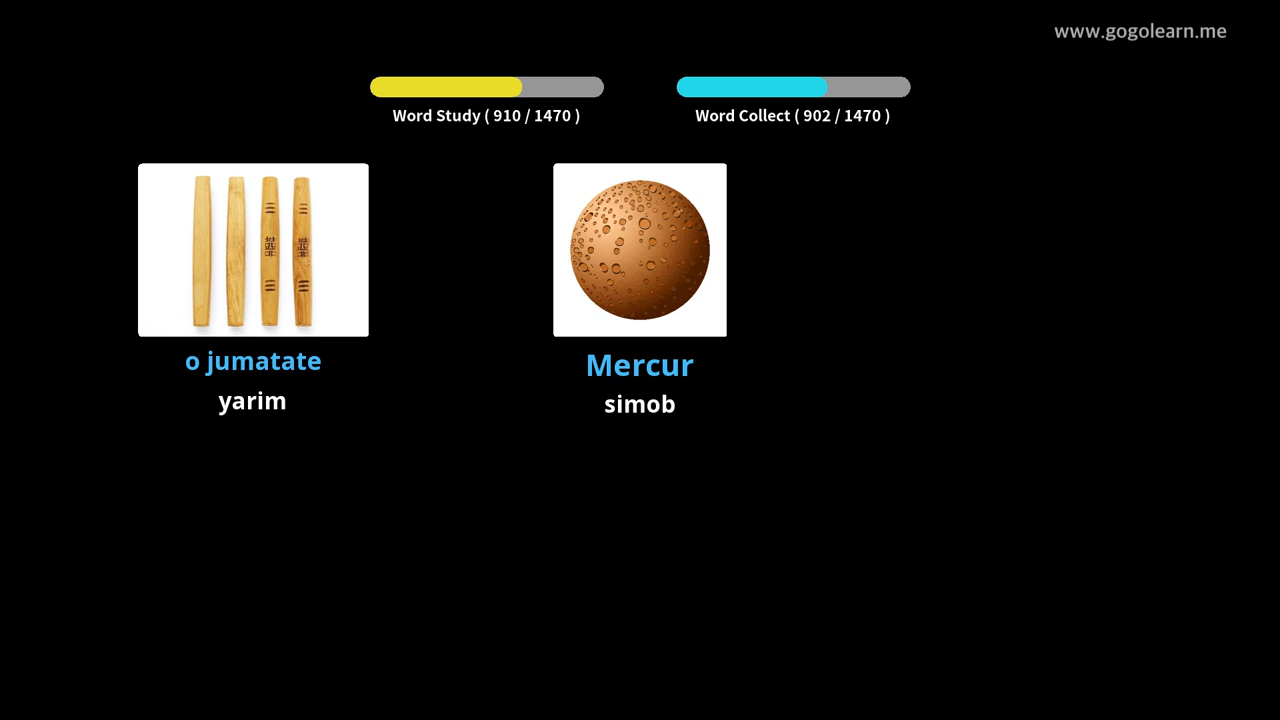 www.gogolearn.me
Word Study ( 910 / 1470 )
Word Collect ( 902 / 1470 )
o jumatate
yarim
Mercur
simob